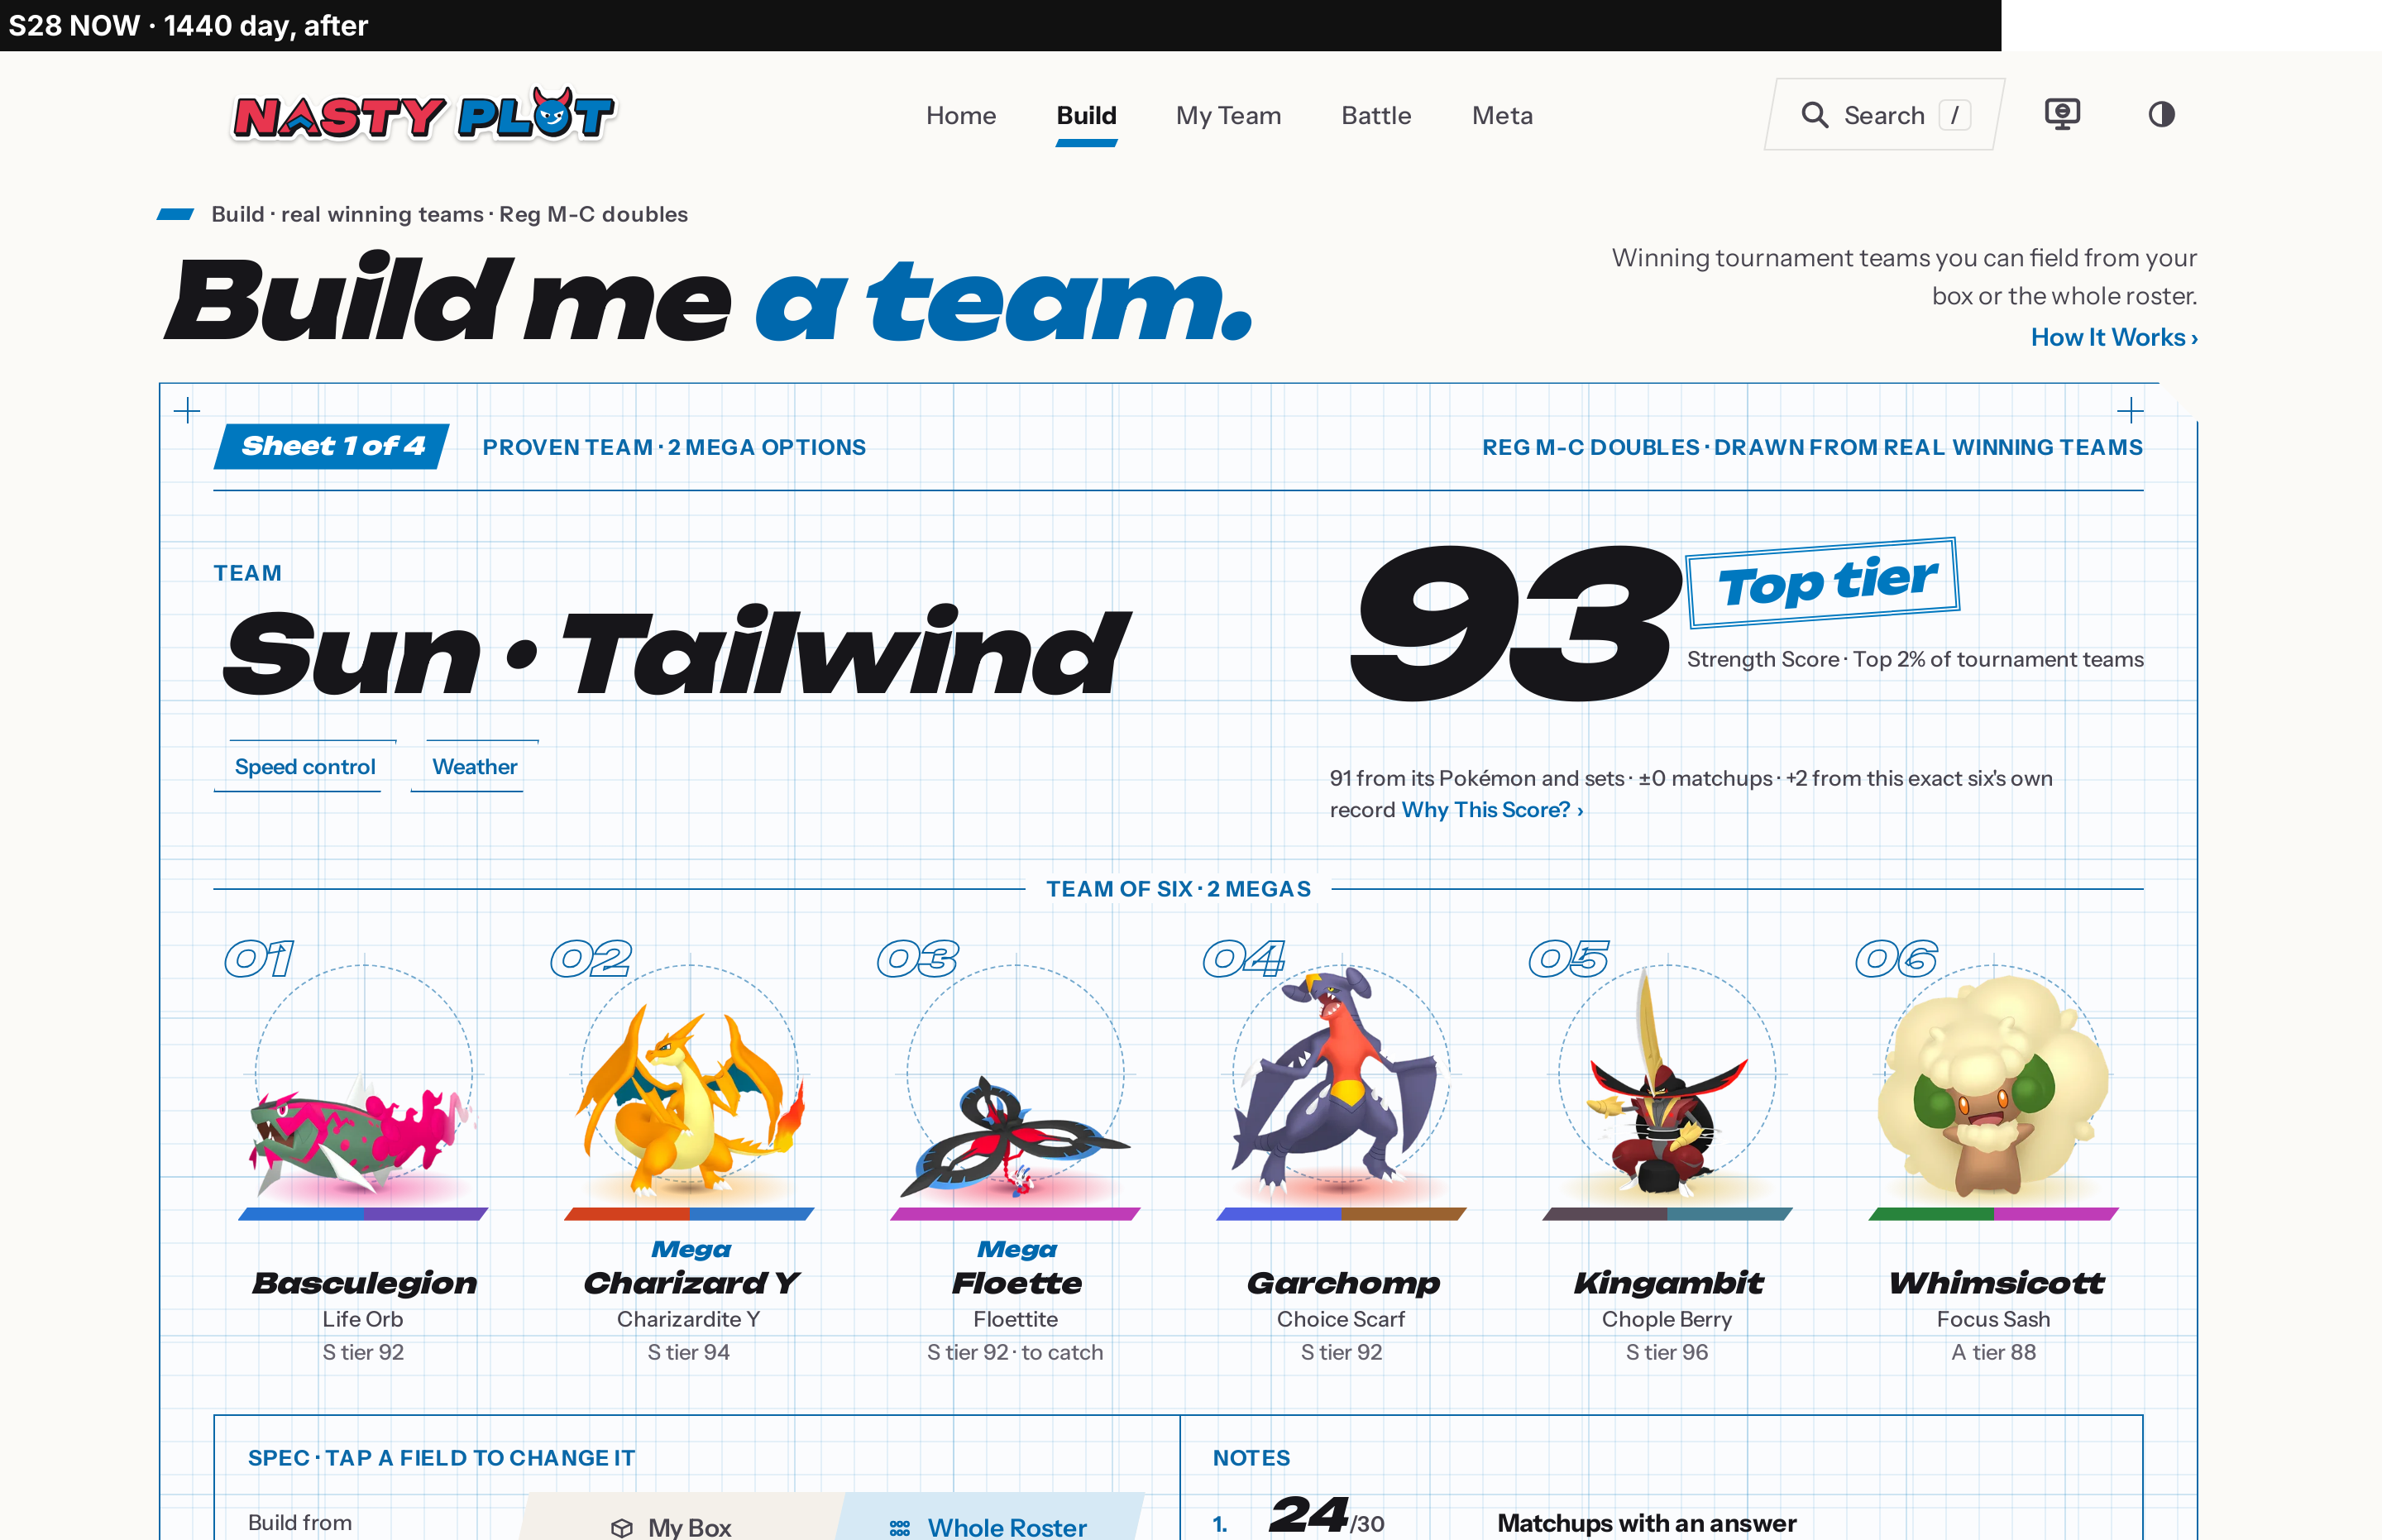 S28 NOW · 1440 day, after
NASTY PLOT
Home
Build
My Team
Battle
Meta
Search /
Build · real winning teams · Reg M-C doubles
Build me a team.
Winning tournament teams you can field from your
box or the whole roster.
How It Works ›
Sheet 1 of 4
PROVEN TEAM · 2 MEGA OPTIONS
REG M-C DOUBLES · DRAWN FROM REAL WINNING TEAMS
TEAM
Sun · Tailwind
93
Top tier
Strength Score · Top 2% of tournament teams
Speed control
Weather
91 from its Pokémon and sets · ±0 matchups · +2 from this exact six's own
record Why This Score? ›
TEAM OF SIX · 2 MEGAS
01
02
03
04
05
06
Mega
Mega
Basculegion
Charizard Y
Floette
Garchomp
Kingambit
Whimsicott
Life Orb
Charizardite Y
Floettite
Choice Scarf
Chople Berry
Focus Sash
S tier 92
S tier 94
S tier 92 · to catch
S tier 92
S tier 96
A tier 88
SPEC · TAP A FIELD TO CHANGE IT
NOTES
Build from
My Box
Whole Roster
1.
24/30
Matchups with an answer